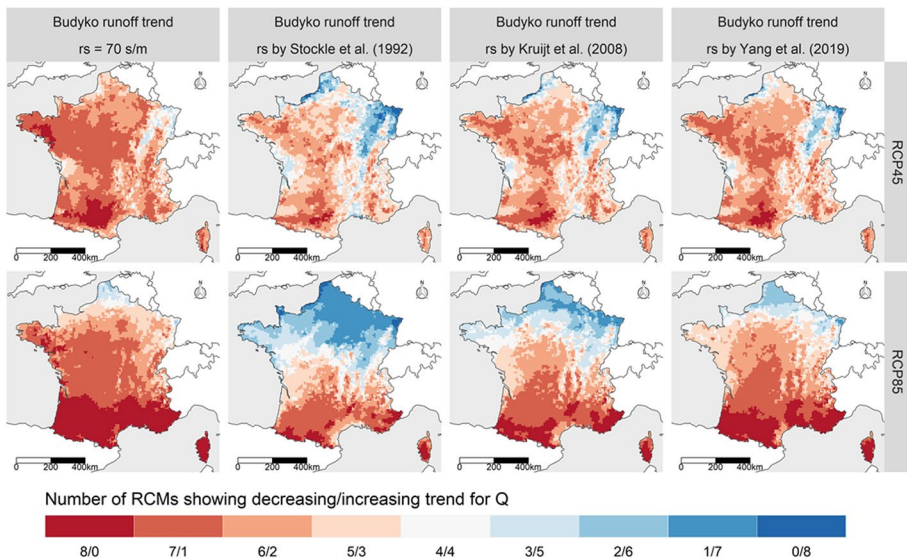 Budyko runoff trend
rs = 70 s/m
Budyko runoff trend
rs by Stockle et al. (1992)
Budyko runoff trend
rs by Kruijt et al. (2008)
Budyko runoff trend
rs by Yang et al. (2019)
N
0 200 400km
N
0 200 400km
N
0 200 400km
N
0 200 400km
RCP45
N
0 200 400km
N
0 200 400km
N
0 200 400km
N
0 200 400km
RCP85
Number of RCMs showing decreasing/increasing trend for Q
8/0 7/1 6/2 5/3 4/4 3/5 2/6 1/7 0/8